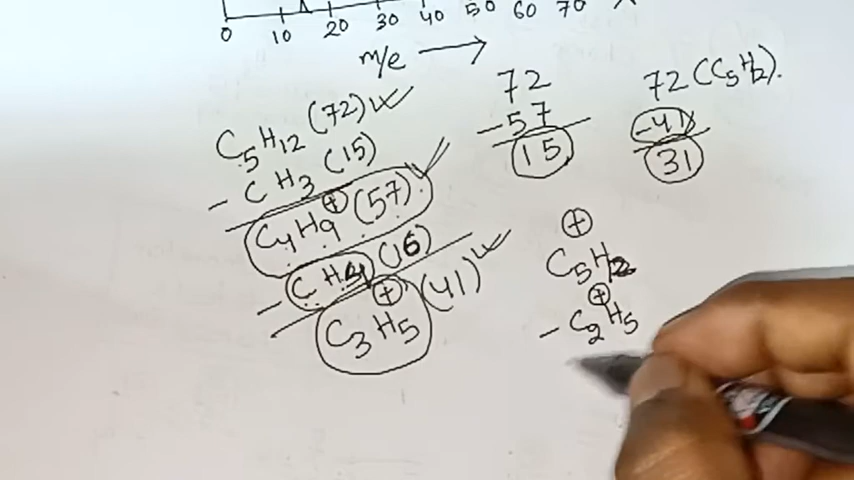 0 10 20 30 40 50 60 70
m/e
C5H12 (72)
- CH3 (15)
C4H9⊕ (57)
- CH4 (16)
C3H5⊕ (41)
72
-57
15
72 (C5H12).
-41
31
⊕
C5H12
- C2H5⊕